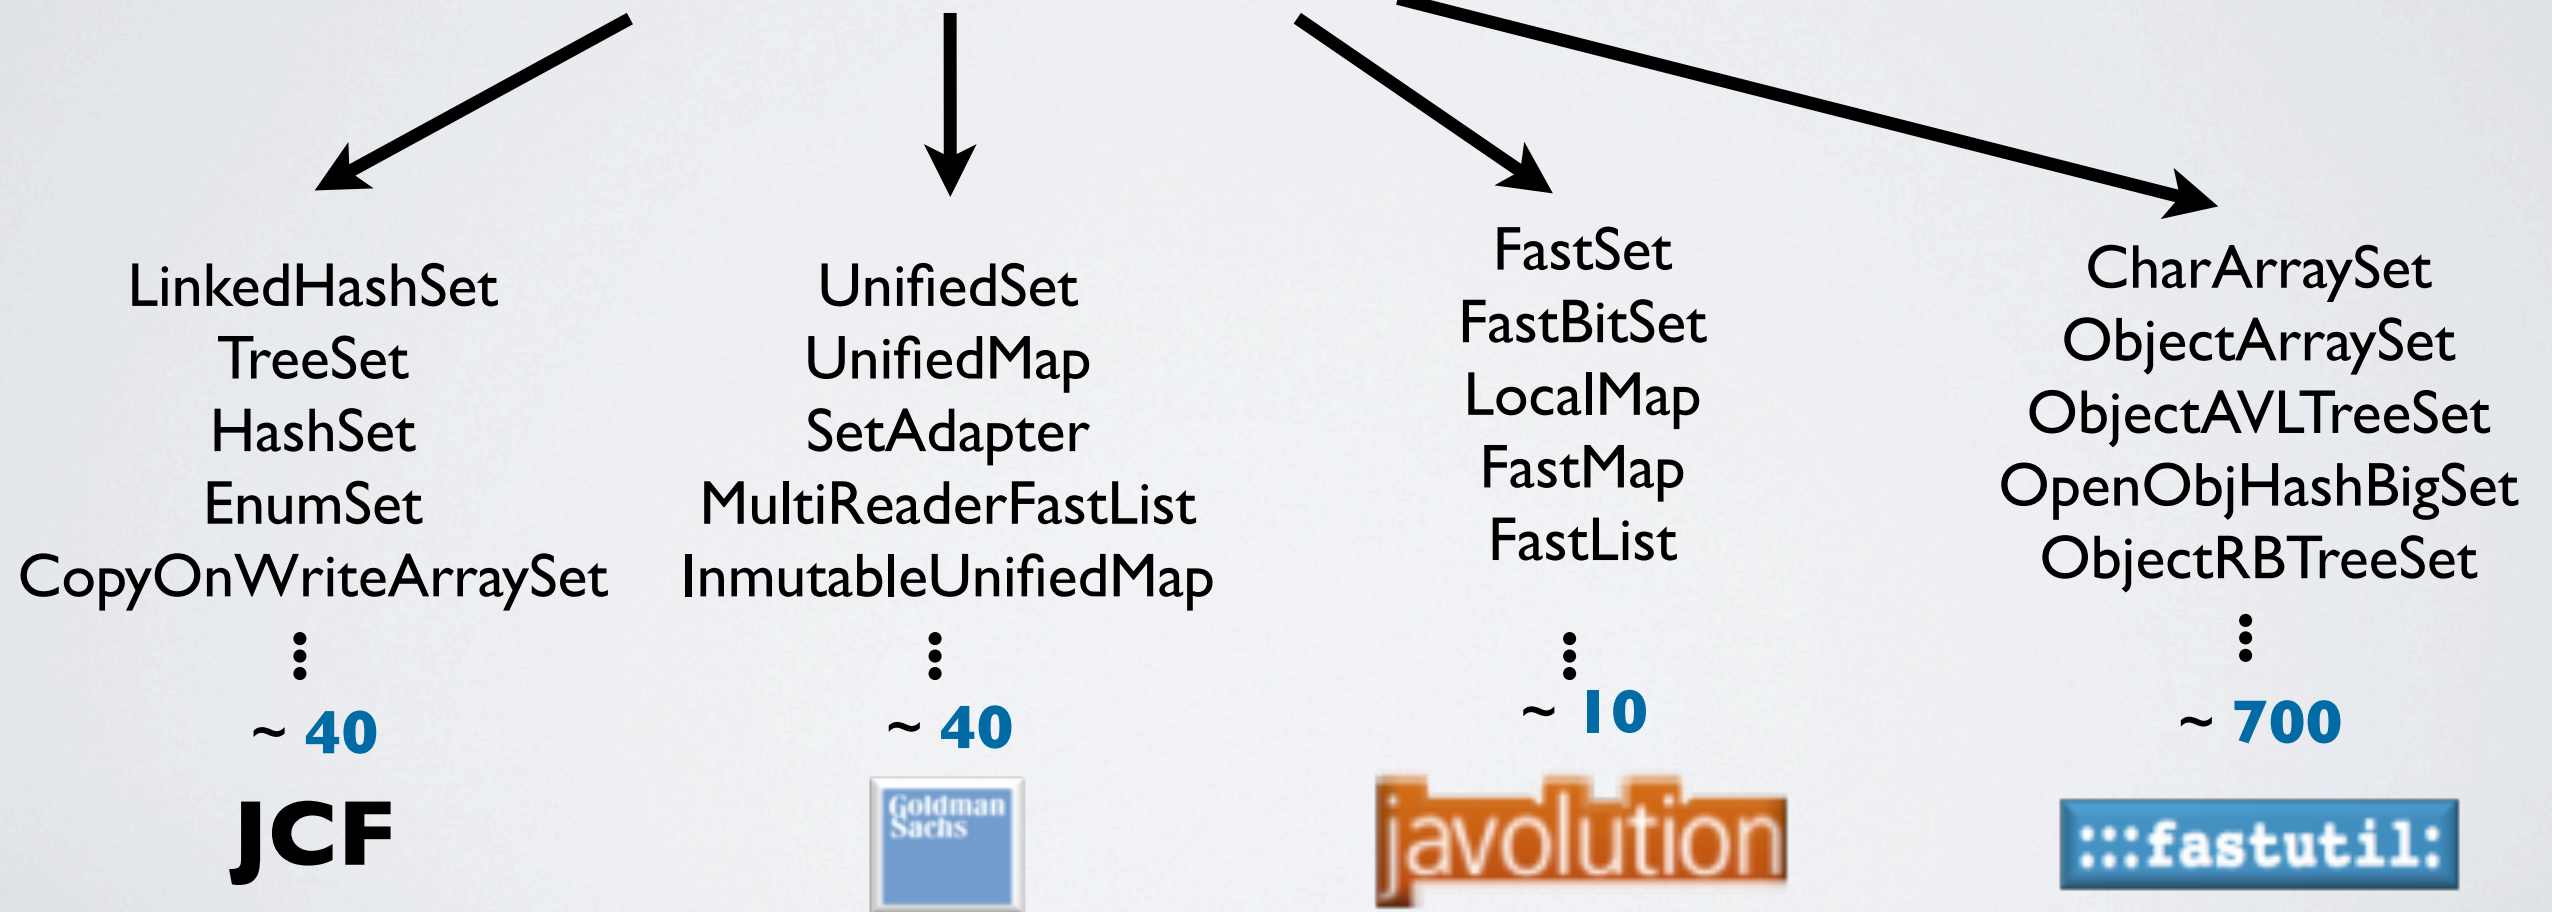 LinkedHashSet
TreeSet
HashSet
EnumSet
CopyOnWriteArraySet
~ 40
JCF
UnifiedSet
UnifiedMap
SetAdapter
MultiReaderFastList
InmutableUnifiedMap
~ 40
Goldman
Sachs
FastSet
FastBitSet
LocalMap
FastMap
FastList
~ 10
javolution
CharArraySet
ObjectArraySet
ObjectAVLTreeSet
OpenObjHashBigSet
ObjectRBTreeSet
~ 700
:::fastutil: